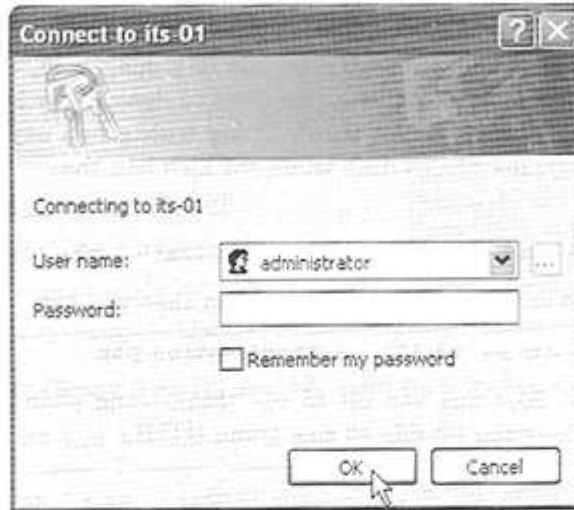 Connect to its-01
Connecting to its-01
User name: administrator
Password:
Remember my password
OK Cancel